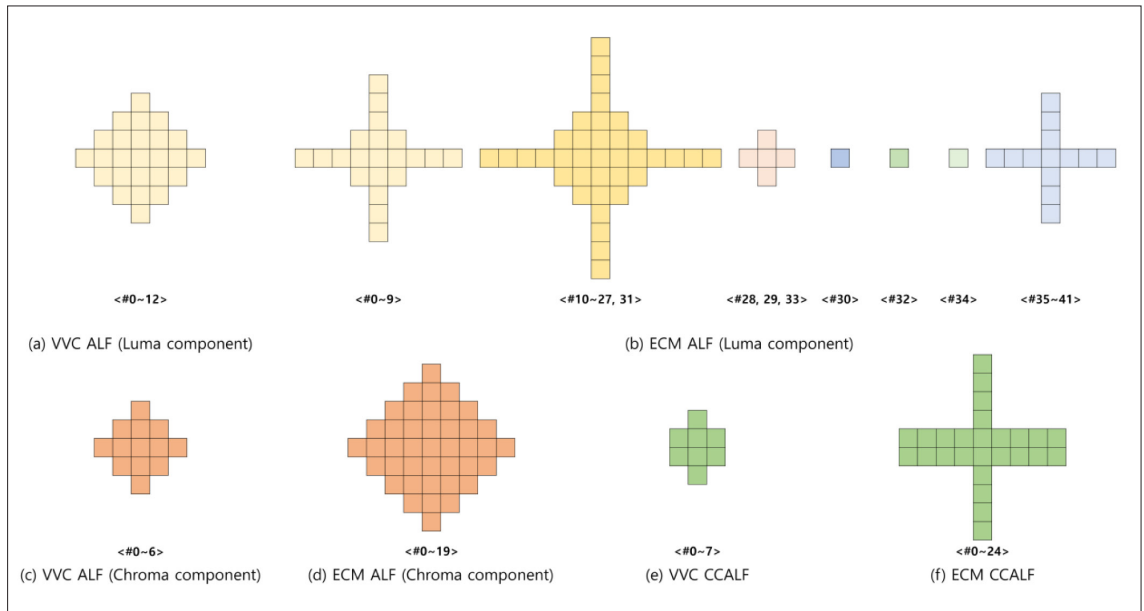 <#0~12> <#0~9> <#10~27, 31> <#28, 29, 33> <#30> <#32> <#34> <#35~41>
(a) VVC ALF (Luma component) (b) ECM ALF (Luma component)
<#0~6> <#0~19> <#0~7> <#0~24>
(c) VVC ALF (Chroma component) (d) ECM ALF (Chroma component) (e) VVC CCALF (f) ECM CCALF